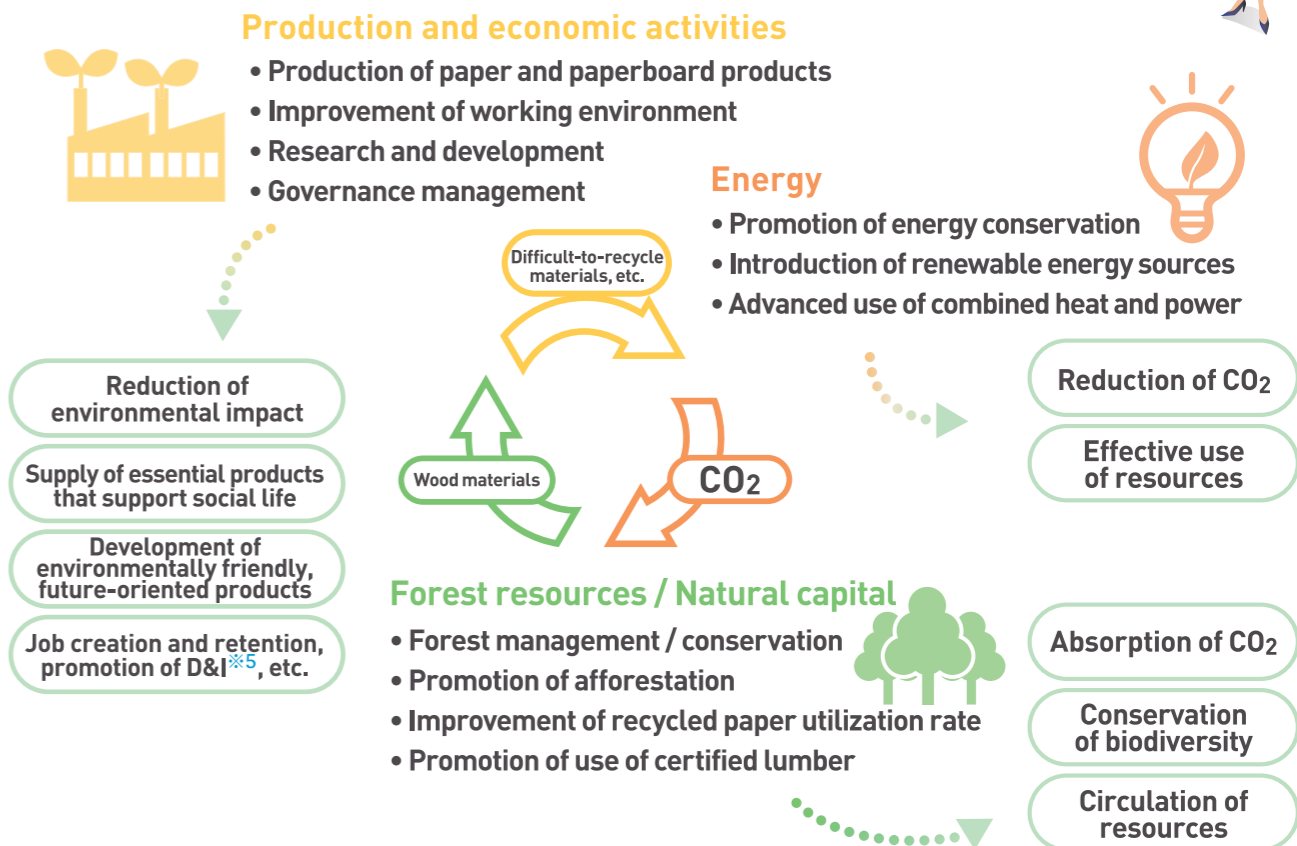 Production and economic activities
• Production of paper and paperboard products
• Improvement of working environment
• Research and development
• Governance management
Energy
• Promotion of energy conservation
• Introduction of renewable energy sources
• Advanced use of combined heat and power
Difficult-to-recycle
materials, etc.
Wood materials
CO2
Reduction of
environmental impact
Supply of essential products
that support social life
Development of
environmentally friendly,
future-oriented products
Job creation and retention,
promotion of D&I※5, etc.
Reduction of CO2
Effective use
of resources
Forest resources / Natural capital
• Forest management / conservation
• Promotion of afforestation
• Improvement of recycled paper utilization rate
• Promotion of use of certified lumber
Absorption of CO2
Conservation
of biodiversity
Circulation of
resources